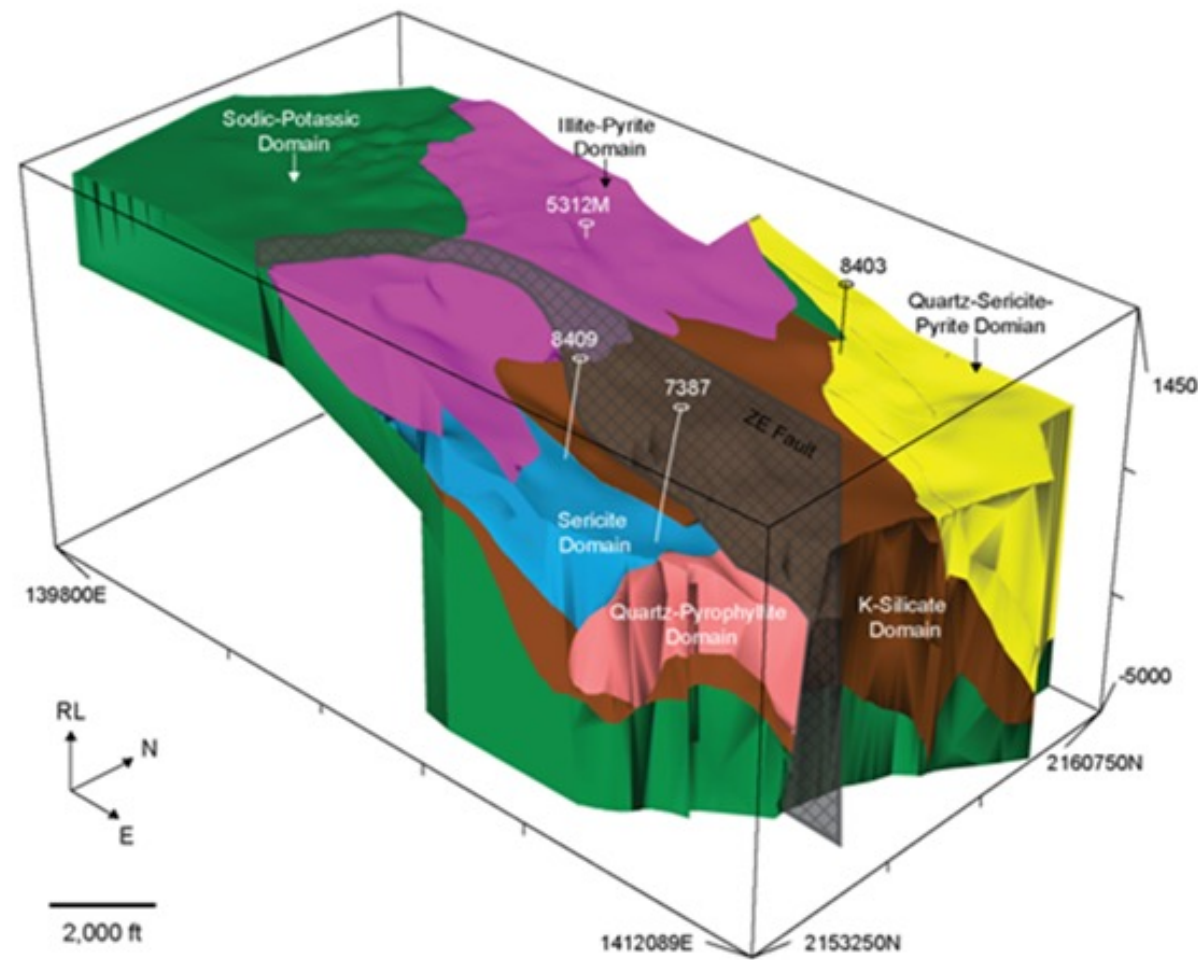 Sodic-Potassic
Domain
Illite-Pyrite
Domain
5312M
8403
Quartz-Sericite-
Pyrite Domian
1450
8409
7387
ZE Fault
Sericite
Domain
Quartz-Pyrophyllite
Domain
K-Silicate
Domain
139800E
-5000
2160750N
RL
N
E
2,000 ft
1412089E
2153250N